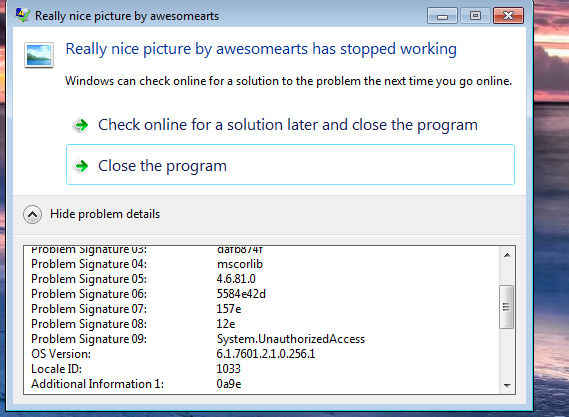 Really nice picture by awesomearts
Really nice picture by awesomearts has stopped working
Windows can check online for a solution to the problem the next time you go online.
Check online for a solution later and close the program
Close the program
Hide problem details
Problem Signature 03: dafb874f
Problem Signature 04: mscorlib
Problem Signature 05: 4.6.81.0
Problem Signature 06: 5584e42d
Problem Signature 07: 157e
Problem Signature 08: 12e
Problem Signature 09: System.UnauthorizedAccess
OS Version: 6.1.7601.2.1.0.256.1
Locale ID: 1033
Additional Information 1: 0a9e